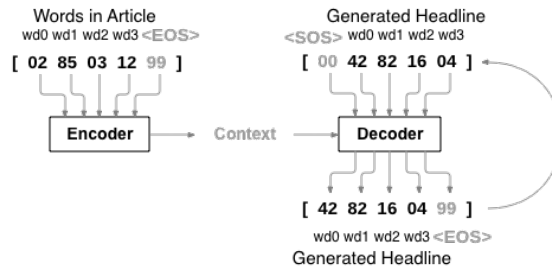 Words in Article
wd0 wd1 wd2 wd3 <EOS>
[ 02 85 03 12 99 ]
Encoder
Context
Generated Headline
<SOS> wd0 wd1 wd2 wd3
[ 00 42 82 16 04 ]
Decoder
[ 42 82 16 04 99 ]
wd0 wd1 wd2 wd3 <EOS>
Generated Headline